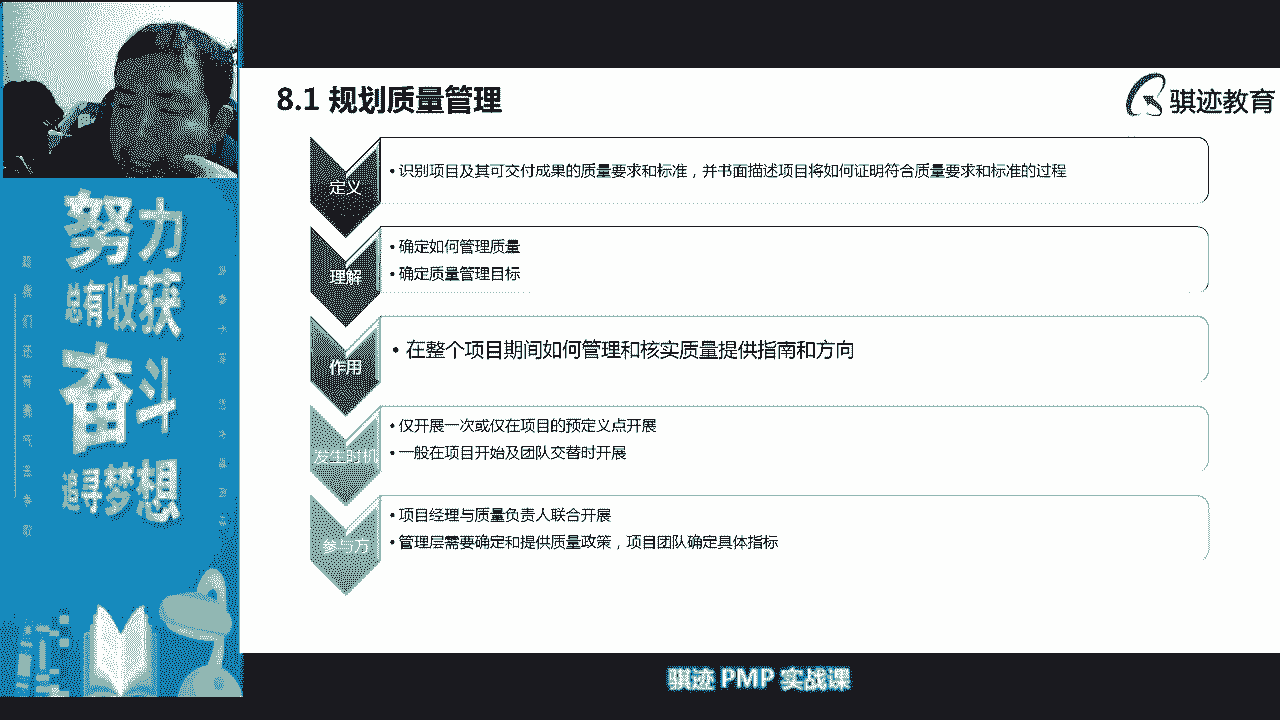 8.1 规划质量管理
骐迹教育
定义
•识别项目及其可交付成果的质量要求和标准，并书面描述项目将如何证明符合质量要求和标准的过程
理解
•确定如何管理质量
•确定质量管理目标
作用
•在整个项目期间如何管理和核实质量提供指南和方向
发生时机
•仅开展一次或仅在项目的预定义点开展
•一般在项目开始及团队交替时开展
参与方
•项目经理与质量负责人联合开展
•管理层需要确定和提供质量政策，项目团队确定具体指标
努力
总有收获
奋斗
追寻梦想
骐迹 PMP 实战课